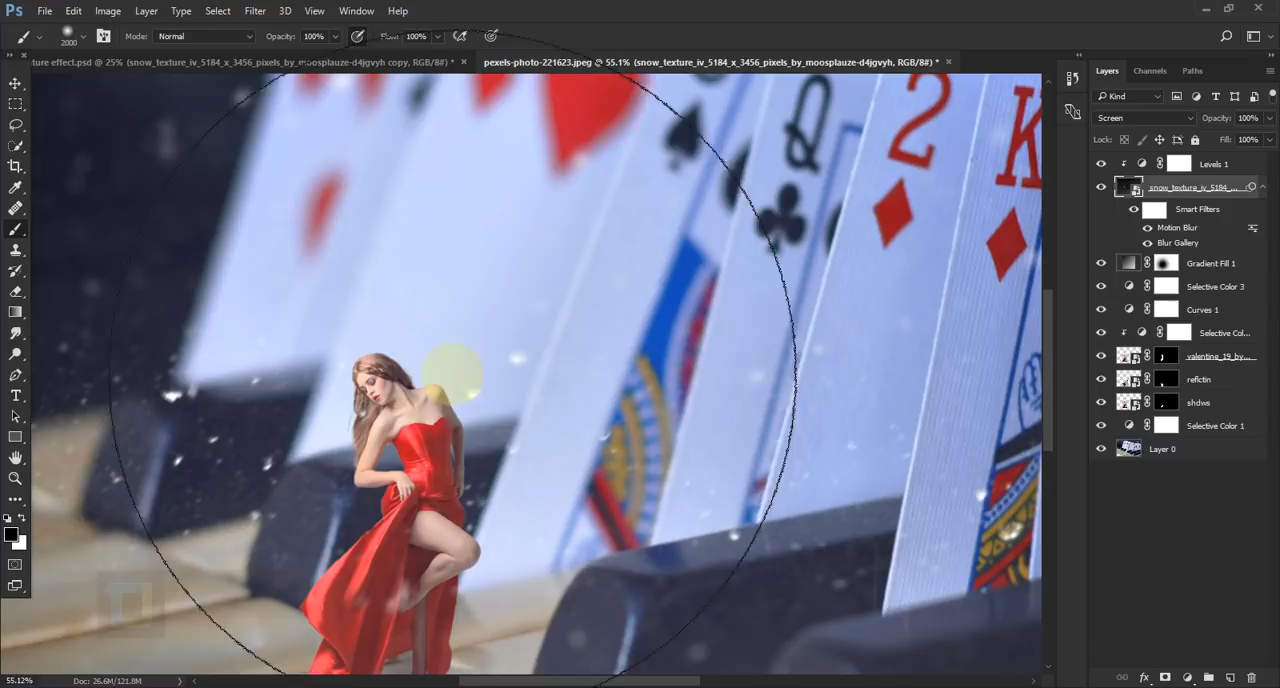 Ps File Edit Image Layer Type Select Filter 3D View Window Help
2000 Mode: Normal Opacity: 100% Flow: 100%
ture effect.psd @ 25% (snow_texture_iv_5184_x_3456_pixels_by_moosplauze-d4jgvyh copy, RGB/8#) * × pexels-photo-221623.jpeg @ 55.1% (snow_texture_iv_5184_x_3456_pixels_by_moosplauze-d4jgvyh, RGB/8#) * ×
Layers Channels Paths
Kind
Screen Opacity: 100%
Lock: Fill: 100%
Levels 1
snow_texture_iv_5184_...
Smart Filters
Motion Blur
Blur Gallery
Gradient Fill 1
Selective Color 3
Curves 1
Selective Col...
valentine_19_by...
reflctin
shdws
Selective Color 1
Layer 0
Q 2 K
55.12% Doc: 26.6M/121.8M
fx